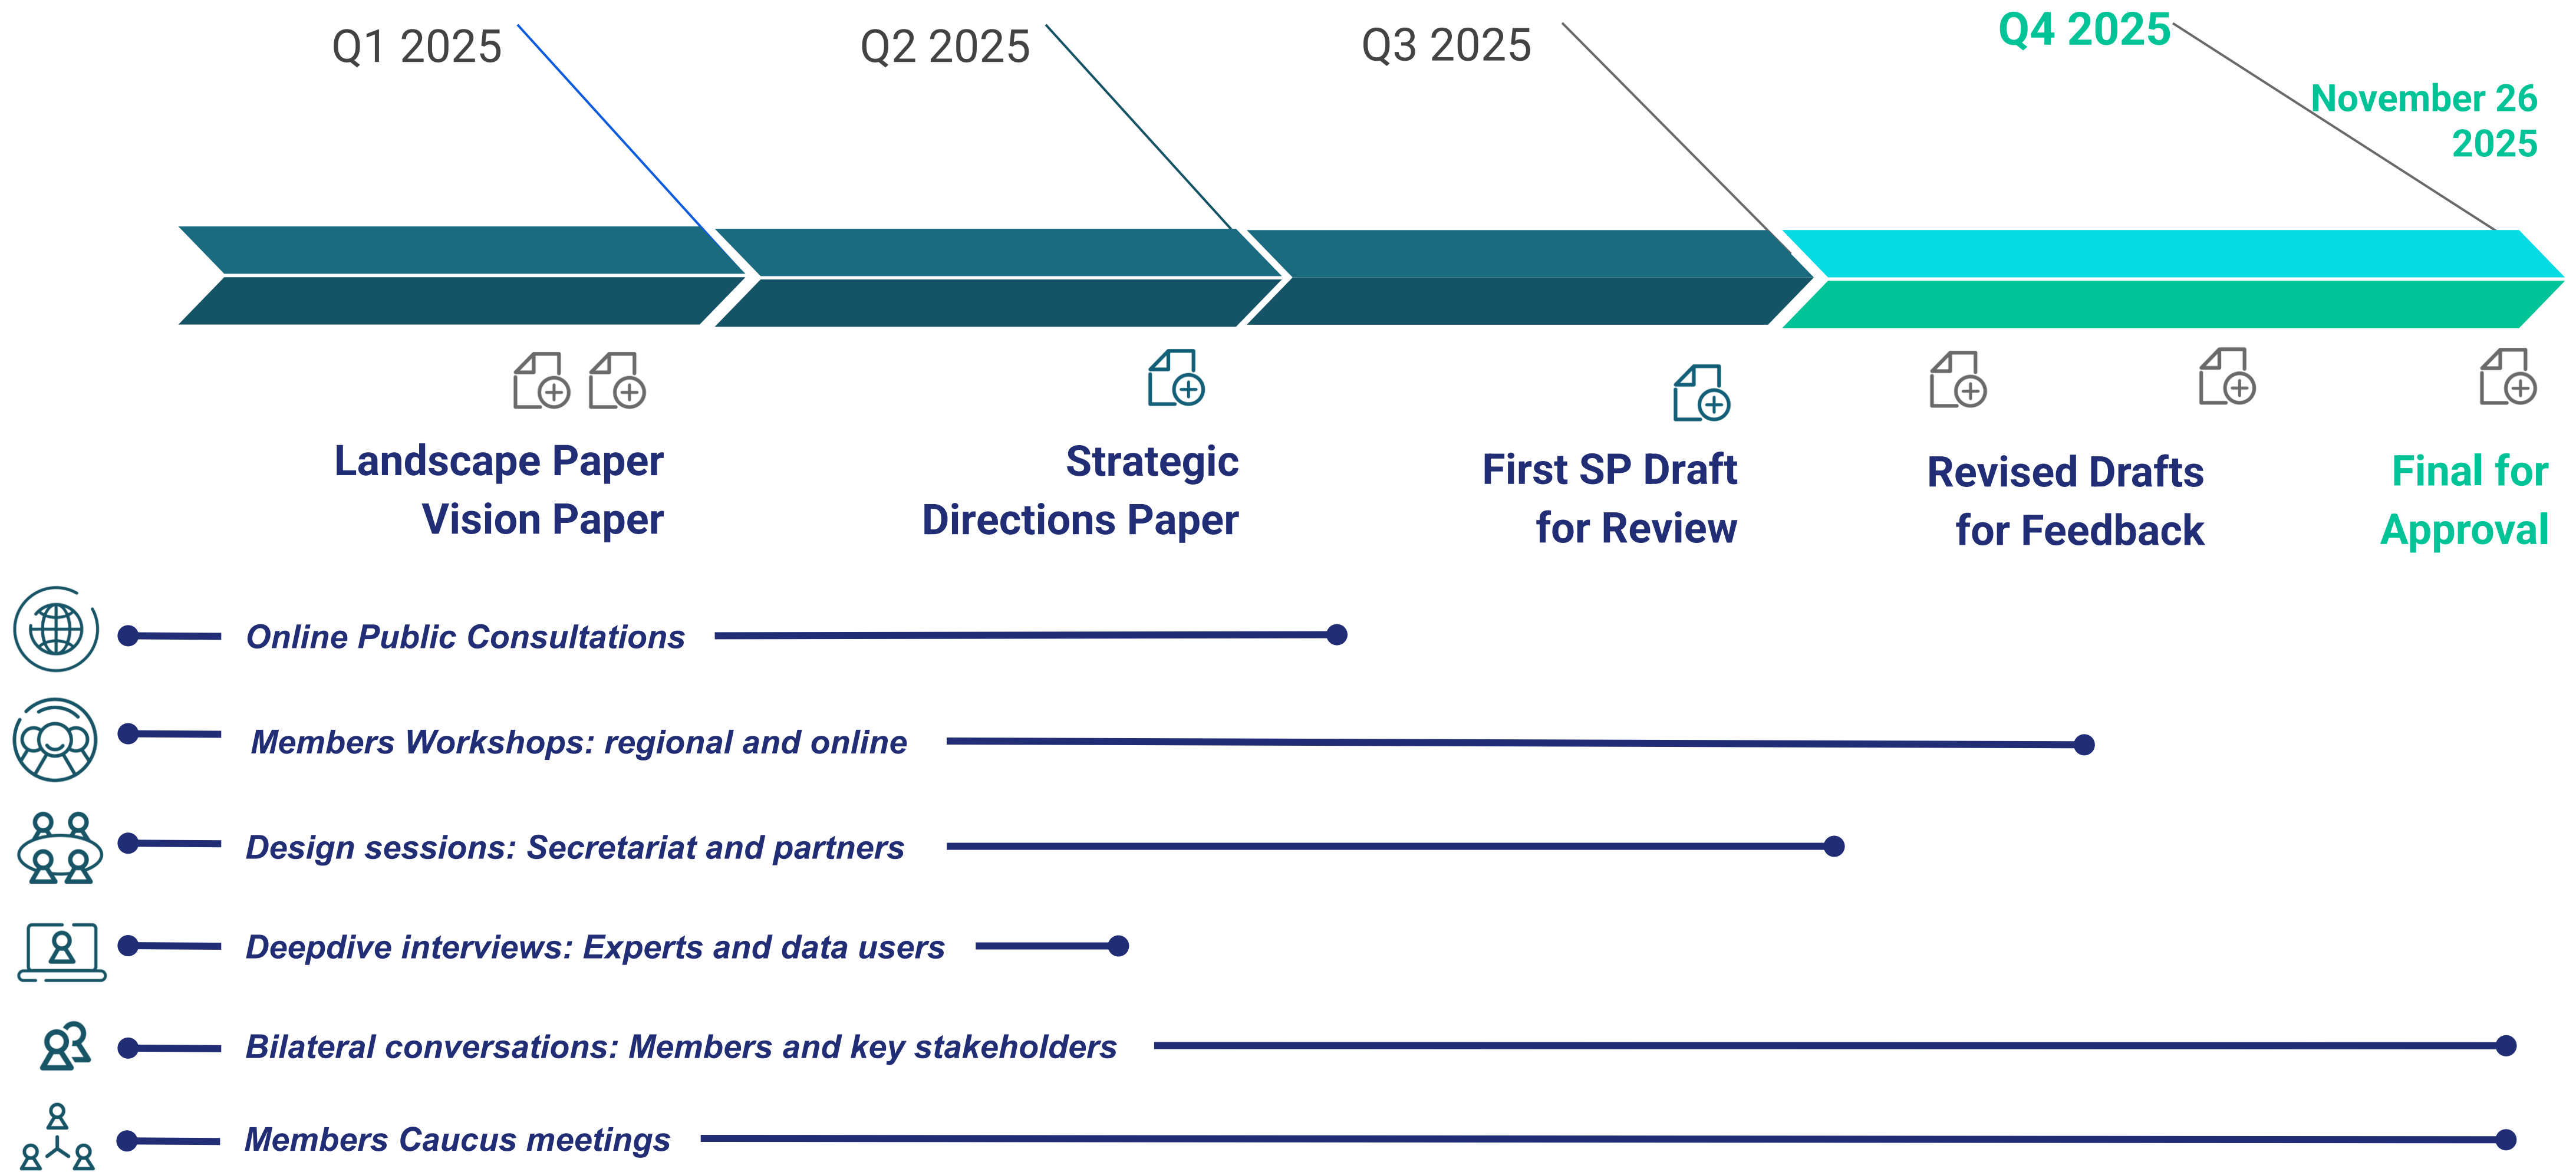 Q1 2025
Q2 2025
Q3 2025
Q4 2025
November 26
2025
Landscape Paper
Vision Paper
Strategic
Directions Paper
First SP Draft
for Review
Revised Drafts
for Feedback
Final for
Approval
Online Public Consultations
Members Workshops: regional and online
Design sessions: Secretariat and partners
Deepdive interviews: Experts and data users
Bilateral conversations: Members and key stakeholders
Members Caucus meetings